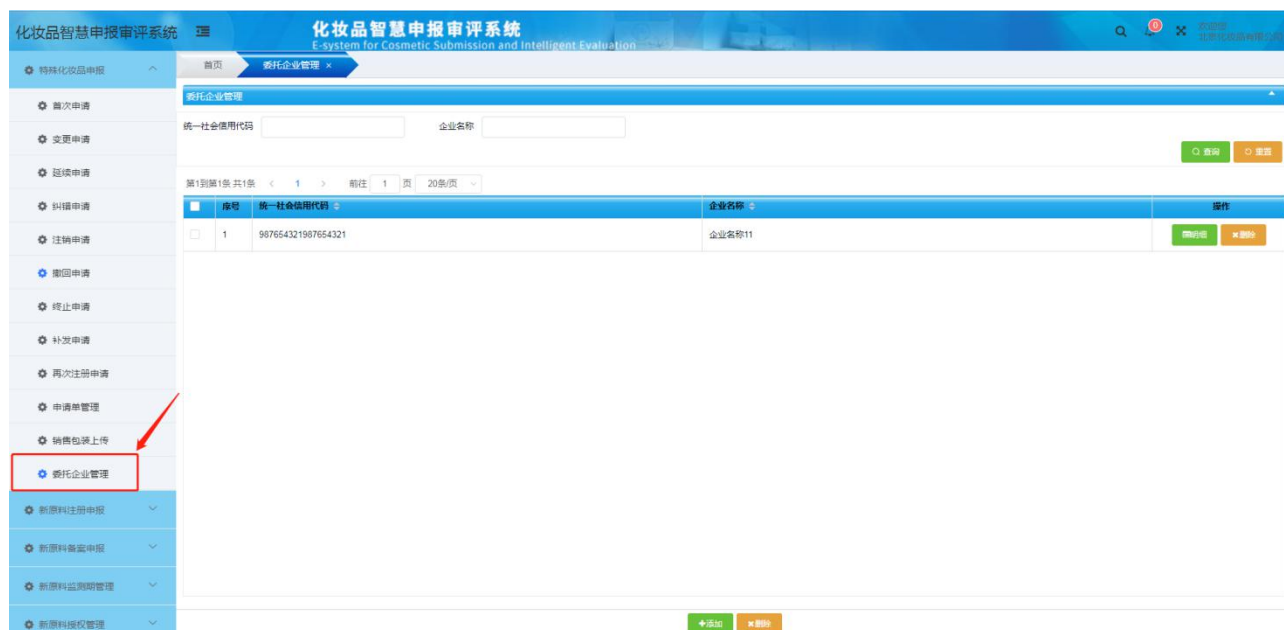 化妆品智慧申报审评系统
化妆品智慧申报审评系统
E-system for Cosmetic Submission and Intelligent Evaluation
0
欢迎您
特殊化妆品申报
首页
委托企业管理 ×
首次申请
变更申请
延续申请
纠错申请
注销申请
撤回申请
终止申请
补发申请
再次注册申请
申请单管理
销售包装上传
委托企业管理
新原料注册申报
新原料备案申报
新原料监测期管理
新原料授权管理
委托企业管理
统一社会信用代码 企业名称
查询 重置
第1到第1条 共1条 < 1 > 前往 1 页 20条/页
序号 统一社会信用代码 企业名称 操作
1 987654321987654321 企业名称11 明细 ×删除
+添加 ×删除